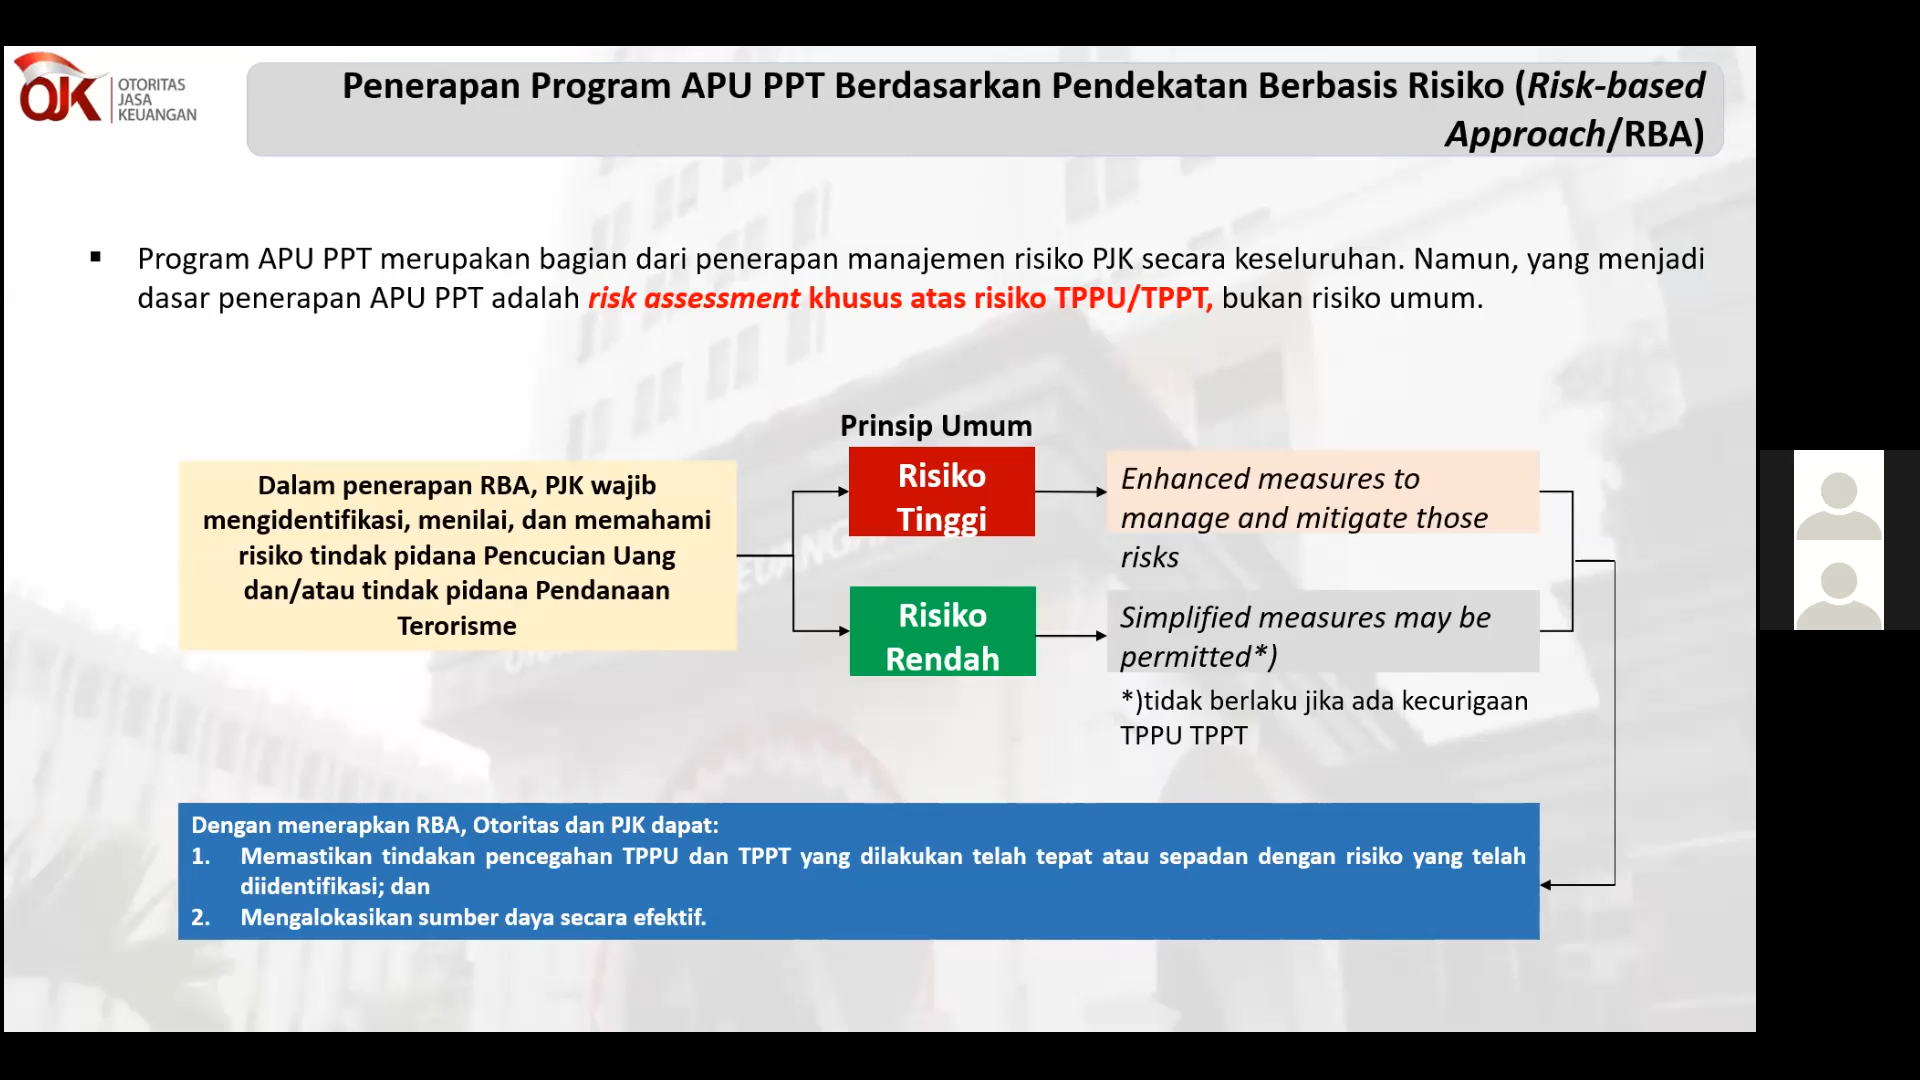 OJK
OTORITAS
JASA
KEUANGAN
Penerapan Program APU PPT Berdasarkan Pendekatan Berbasis Risiko (Risk-based
Approach/RBA)
▪ Program APU PPT merupakan bagian dari penerapan manajemen risiko PJK secara keseluruhan. Namun, yang menjadi
dasar penerapan APU PPT adalah risk assessment khusus atas risiko TPPU/TPPT, bukan risiko umum.
Dalam penerapan RBA, PJK wajib
mengidentifikasi, menilai, dan memahami
risiko tindak pidana Pencucian Uang
dan/atau tindak pidana Pendanaan
Terorisme
Prinsip Umum
Risiko
Tinggi
Enhanced measures to
manage and mitigate those
risks
Risiko
Rendah
Simplified measures may be
permitted*)
*)tidak berlaku jika ada kecurigaan
TPPU TPPT
Dengan menerapkan RBA, Otoritas dan PJK dapat:
1. Memastikan tindakan pencegahan TPPU dan TPPT yang dilakukan telah tepat atau sepadan dengan risiko yang telah
diidentifikasi; dan
2. Mengalokasikan sumber daya secara efektif.